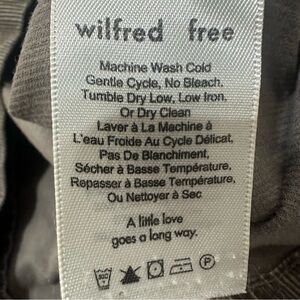 wilfred free
Machine Wash Cold
Gentle Cycle, No Bleach,
Tumble Dry Low, Low Iron,
Or Dry Clean
Laver à La Machine à
L'eau Froide Au Cycle Délicat,
Pas De Blanchiment,
Sécher à Basse Température,
Repasser à Basse Température,
Ou Nettoyer à Sec
A little love
goes a long way.
30C P